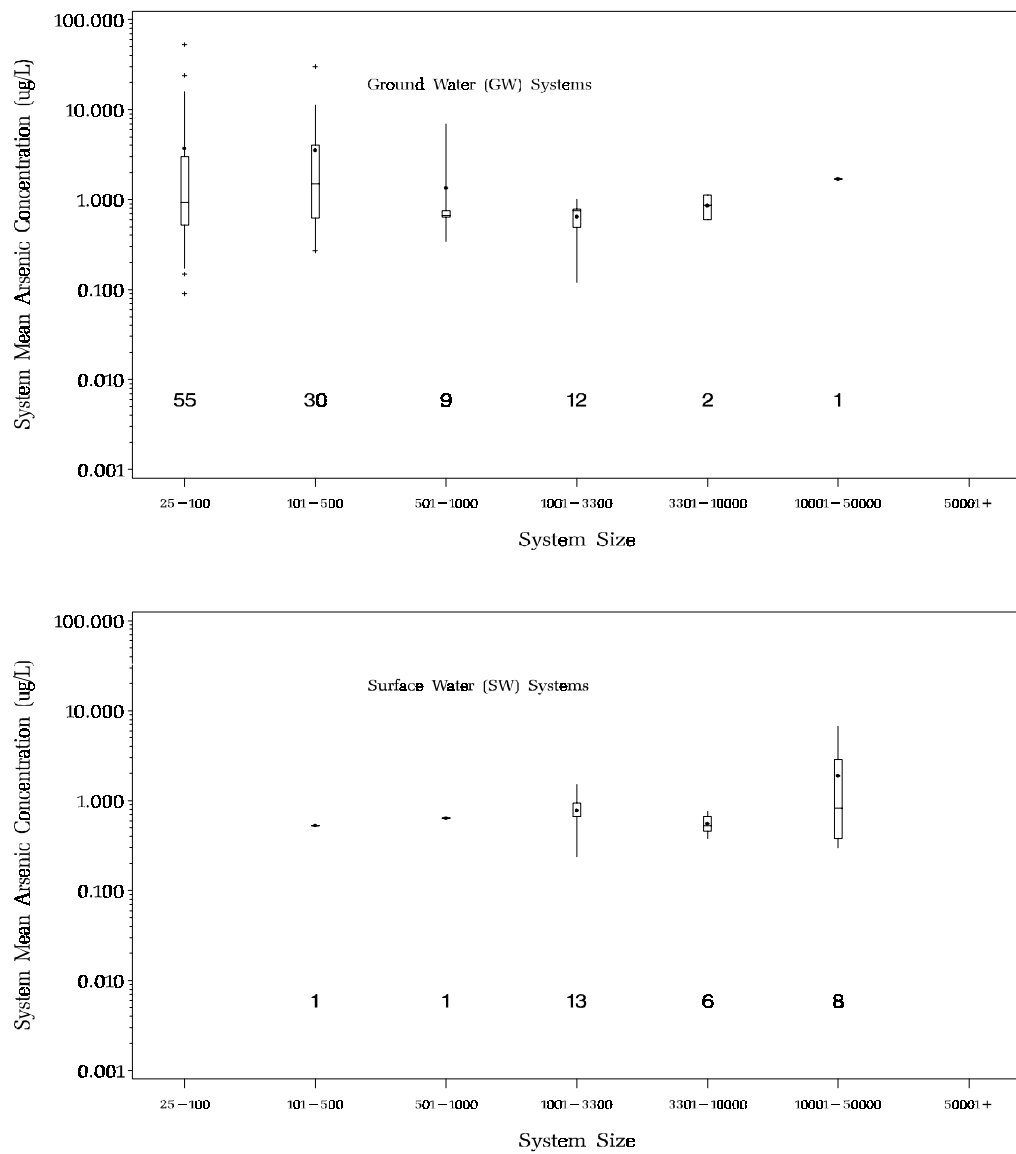 System Mean Arsenic Concentration (ug/L)
100.000
10.000
1.000
0.100
0.010
0.001
Ground Water (GW) Systems
55 30 9 12 2 1
25-100 101-500 501-1000 1001-3300 3301-10000 10001-50000 50001+
System Size
System Mean Arsenic Concentration (ug/L)
100.000
10.000
1.000
0.100
0.010
0.001
Surface Water (SW) Systems
1 1 13 6 8
25-100 101-500 501-1000 1001-3300 3301-10000 10001-50000 50001+
System Size